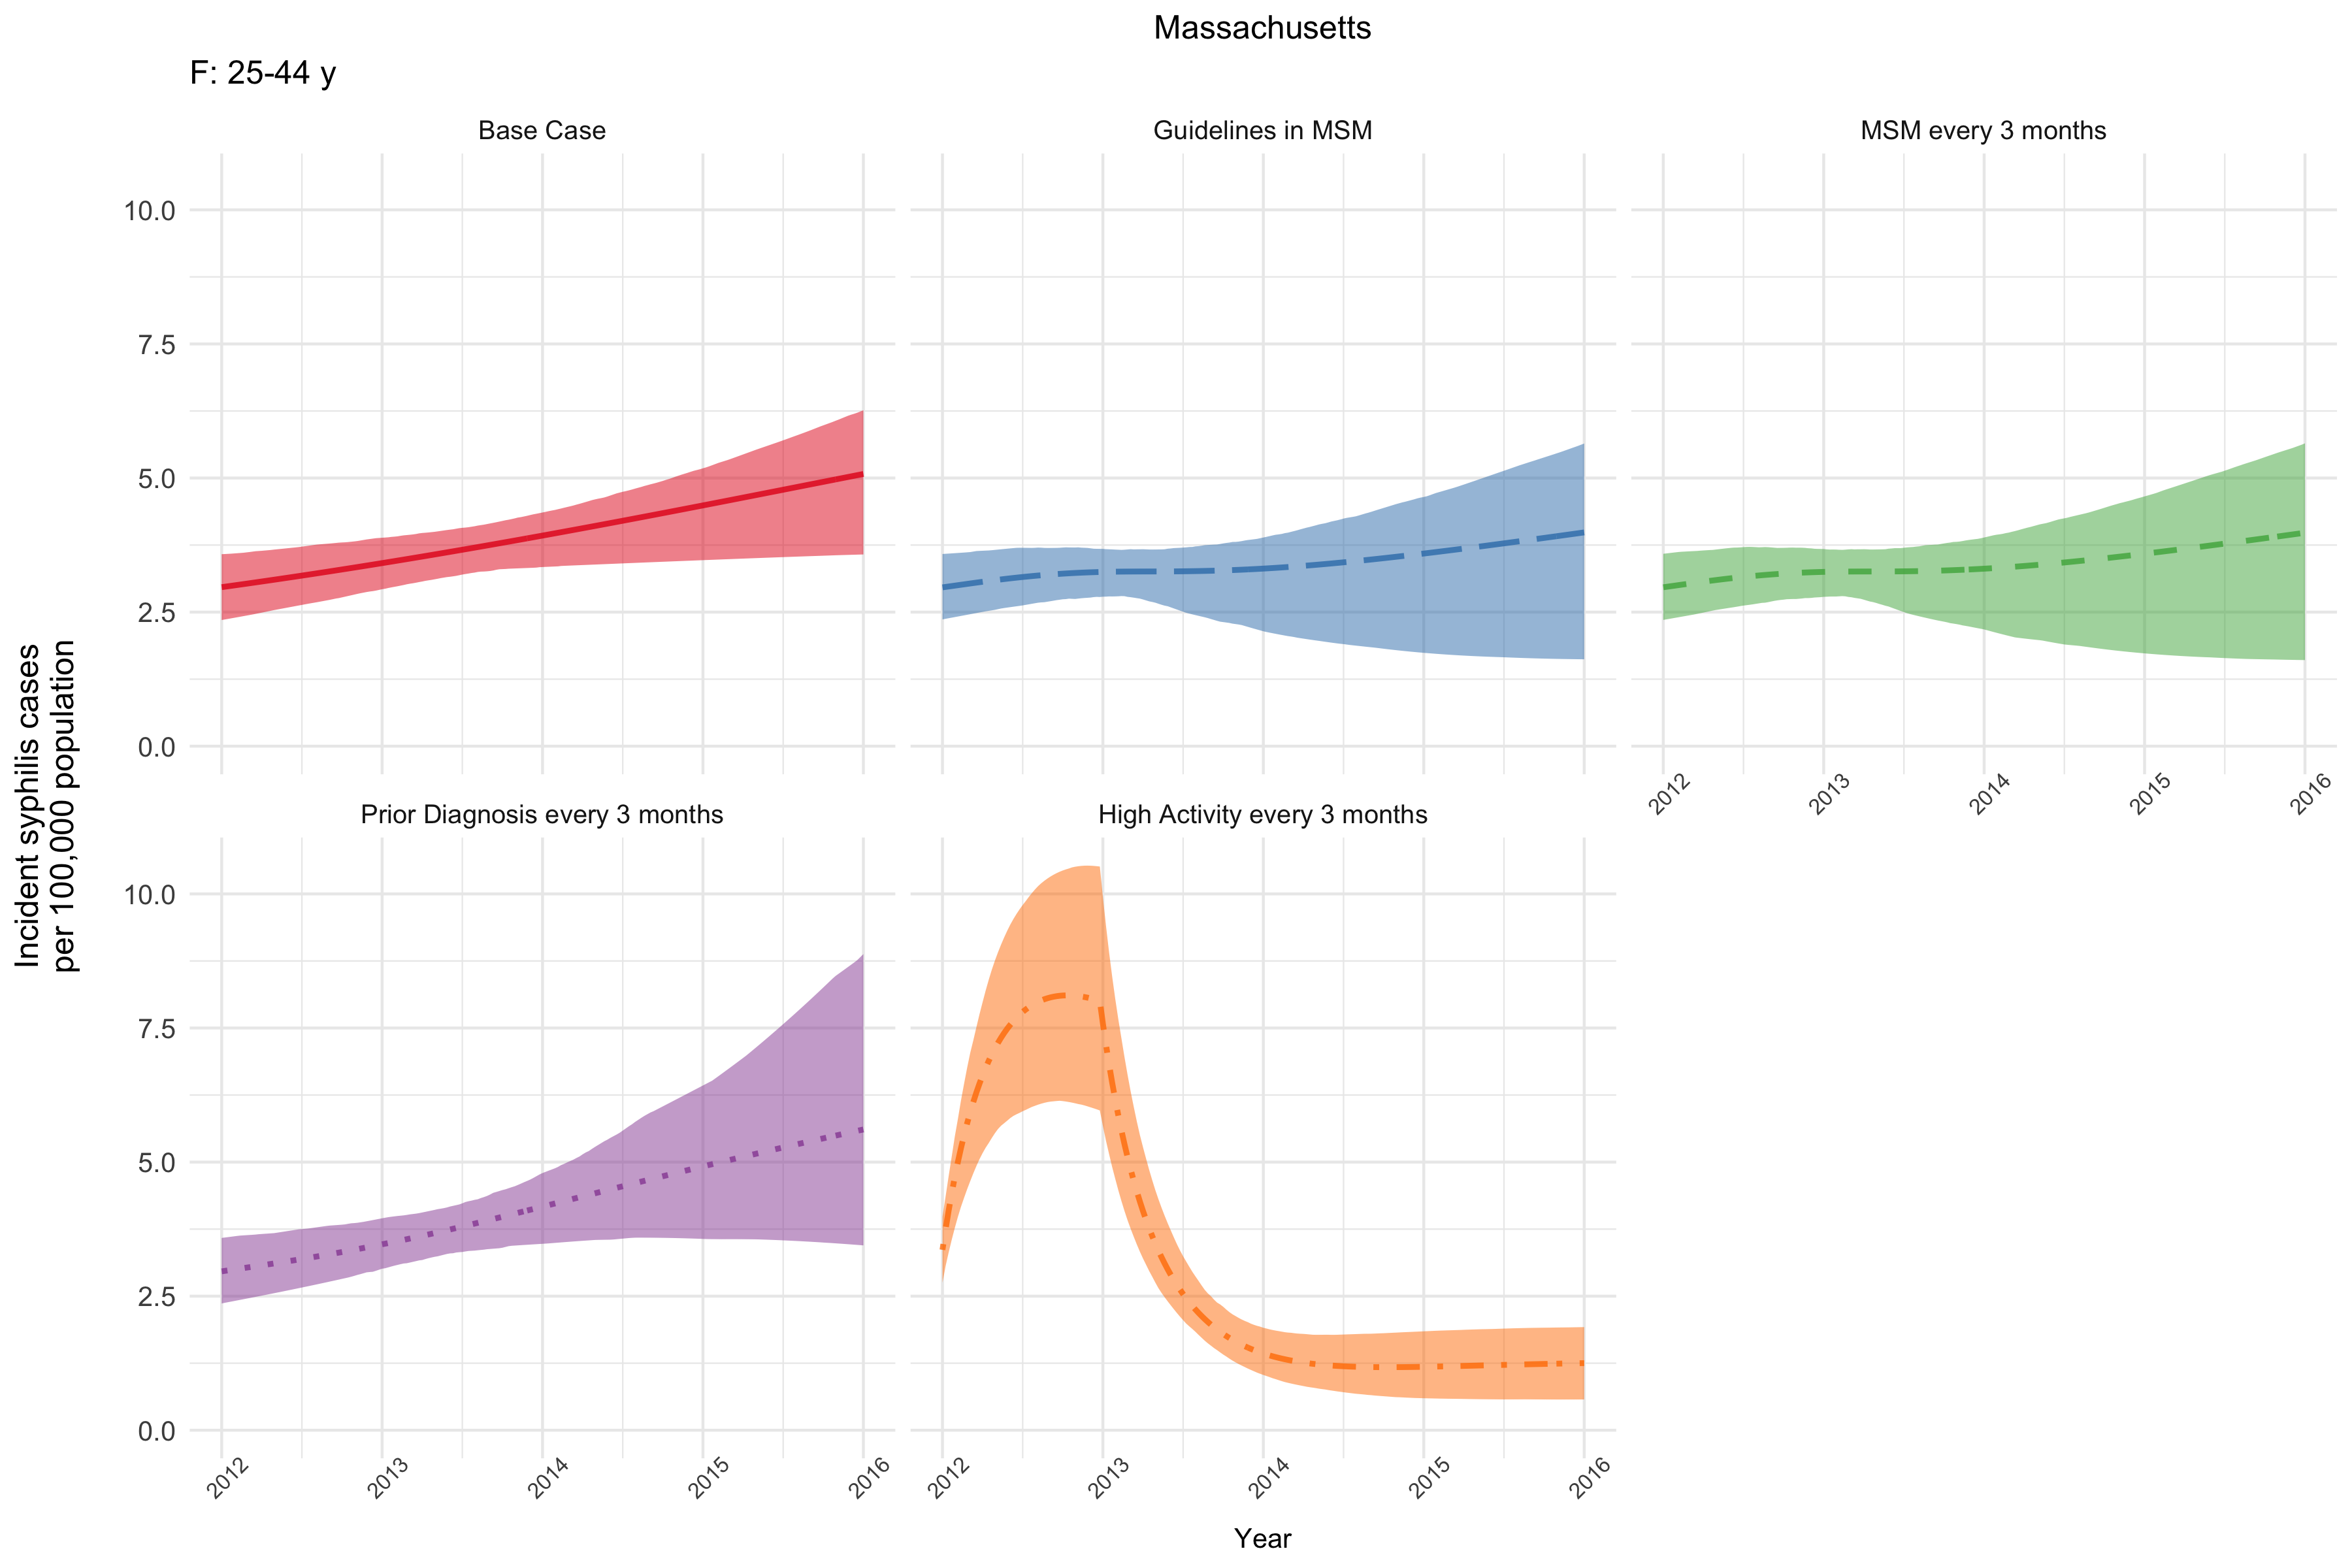 Massachusetts
F: 25-44 y
Base Case
Guidelines in MSM
MSM every 3 months
10.0
7.5
5.0
2.5
0.0
2012
2013
2014
2015
2016
Incident syphilis cases
per 100,000 population
Prior Diagnosis every 3 months
High Activity every 3 months
10.0
7.5
5.0
2.5
0.0
2012
2013
2014
2015
2016
2012
2013
2014
2015
2016
Year